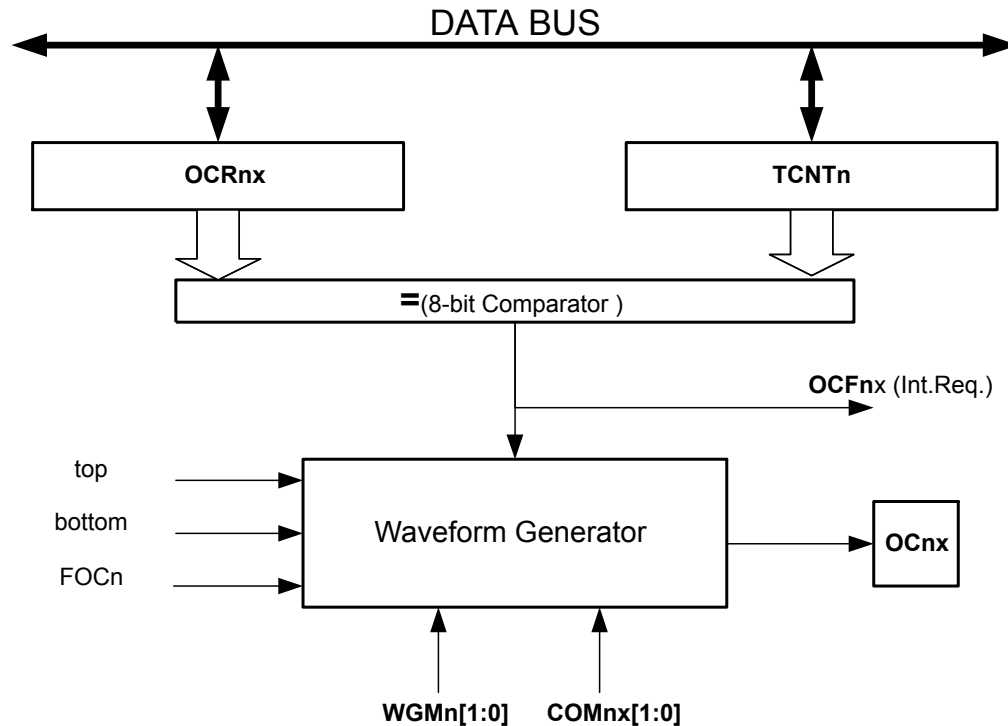 DATA BUS
OCRnx
TCNTn
=(8-bit Comparator )
OCFnx (Int.Req.)
top
bottom
FOCn
Waveform Generator
OCnx
WGMn[1:0]
COMnx[1:0]